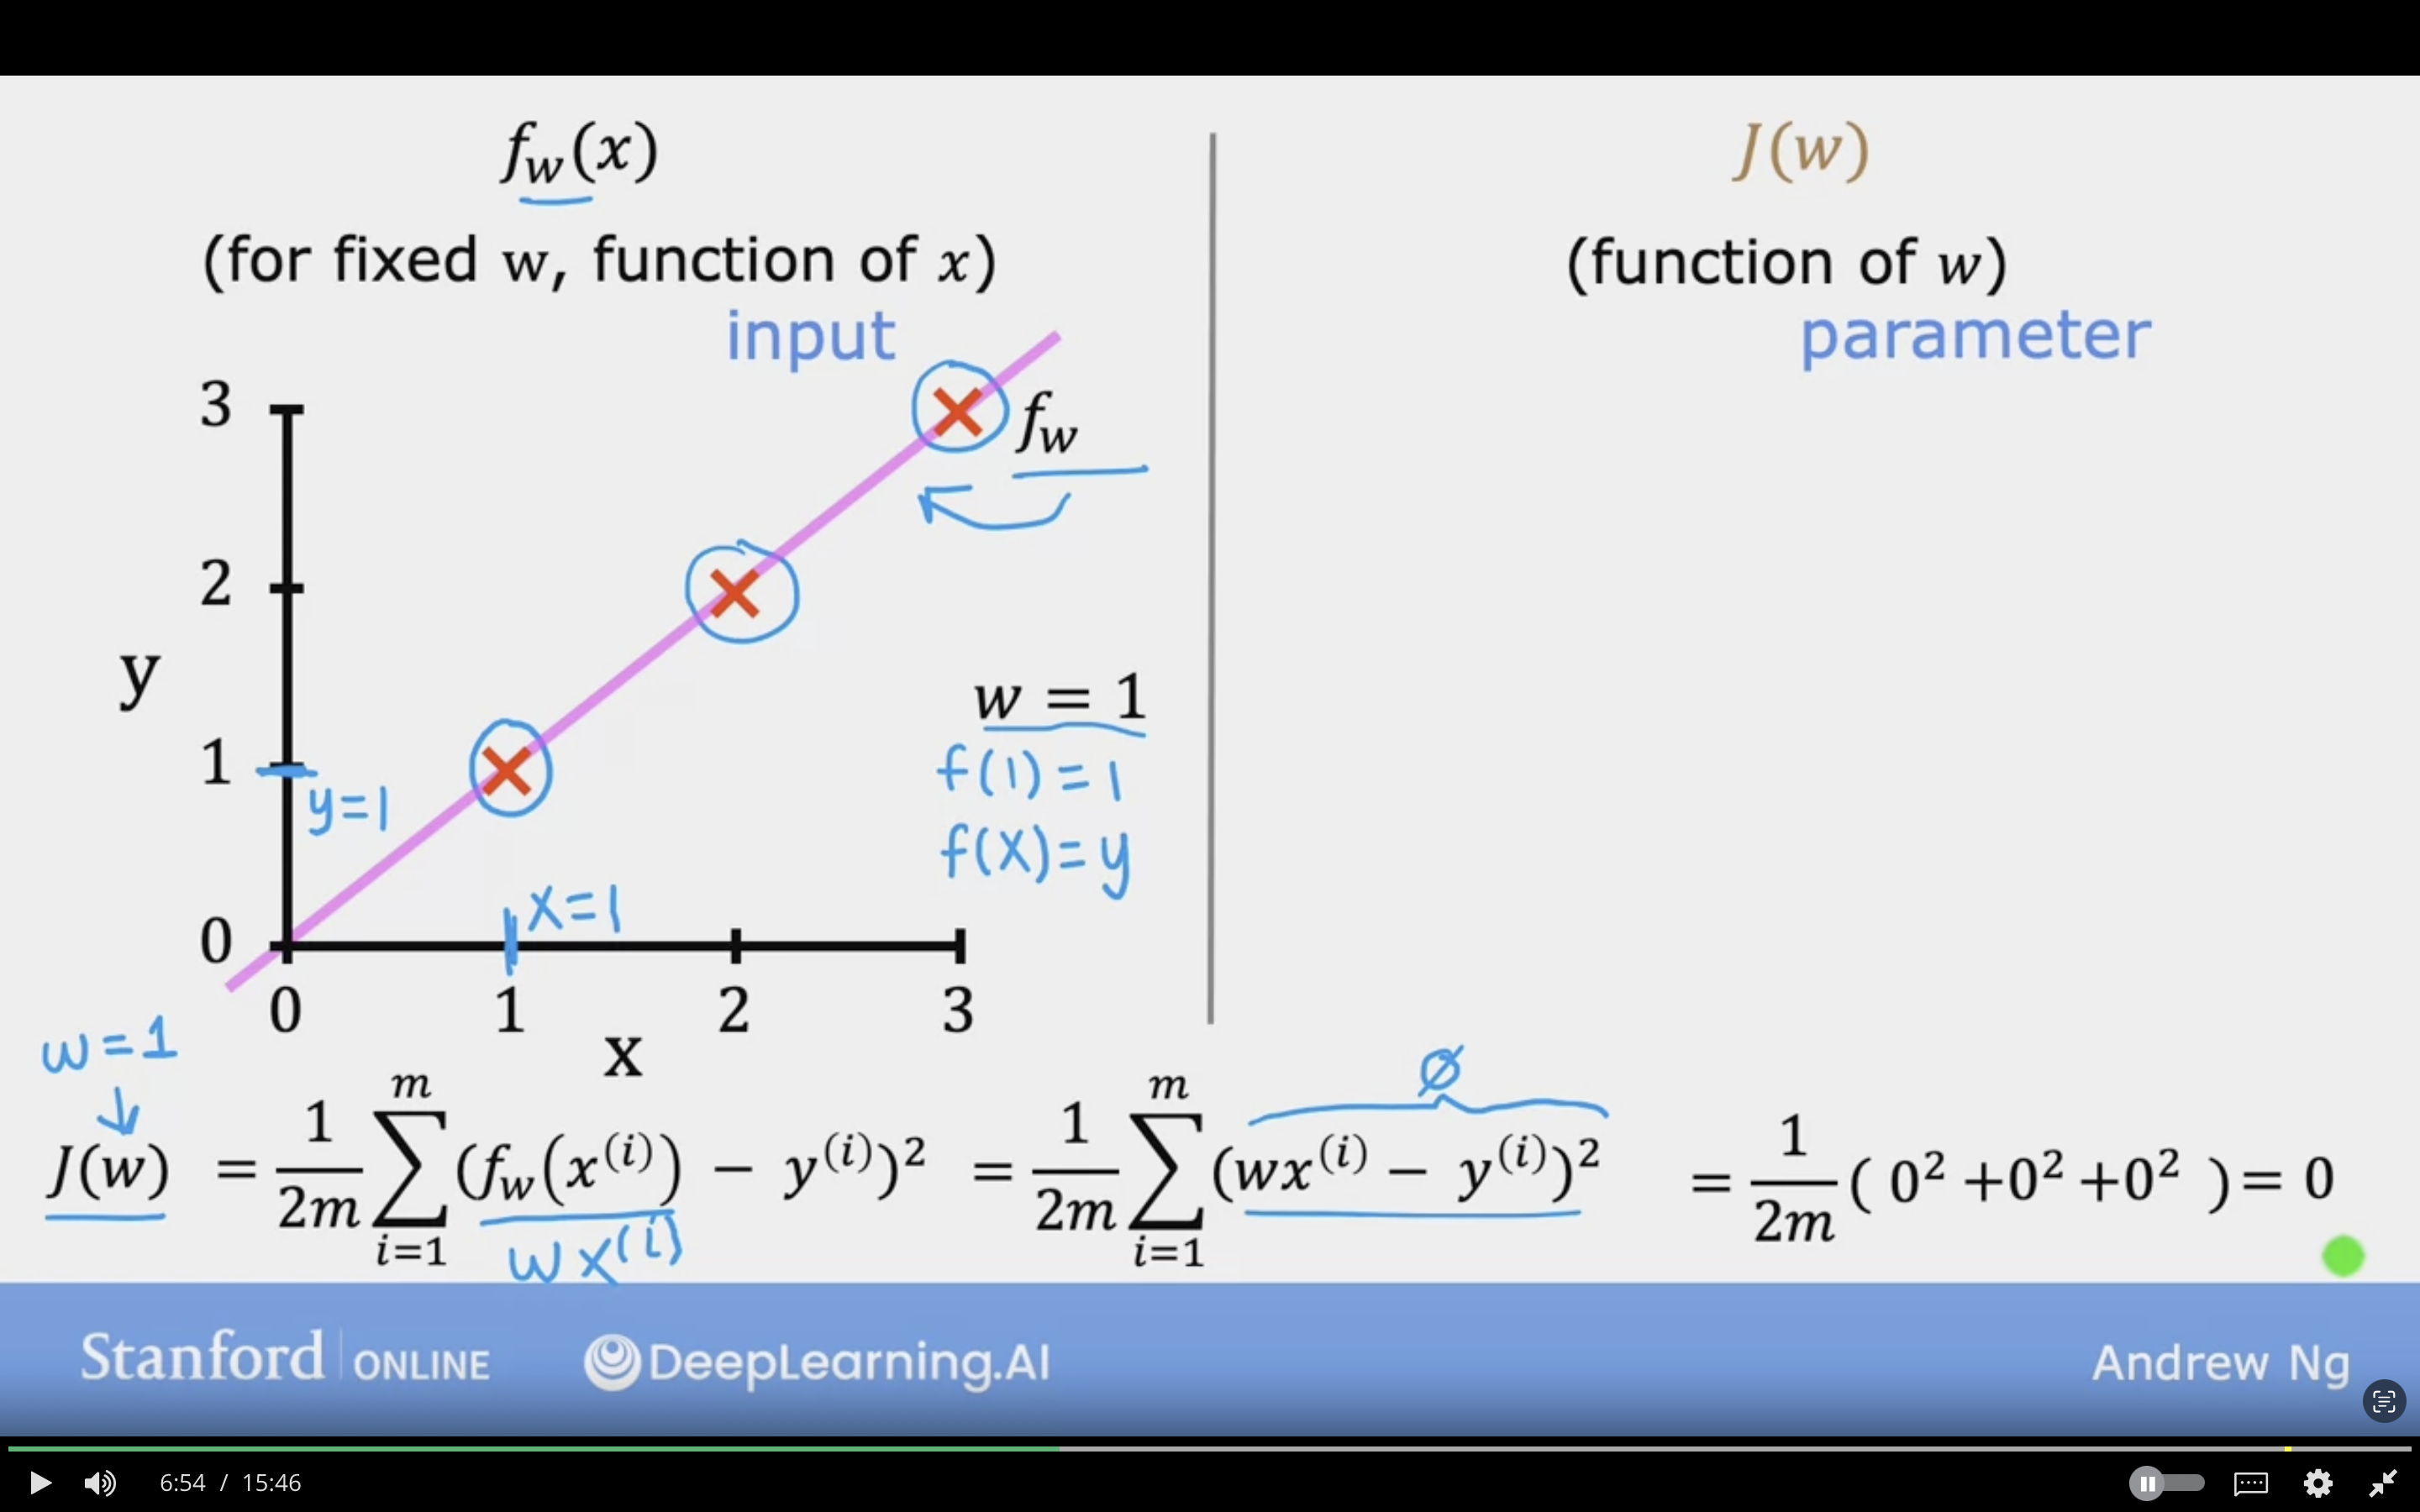 f_w(x)
(for fixed w, function of x)
input
3
f_w
2
y
w = 1
f(1) = 1
1
y=1
f(x)=y
x=1
0
0 1 2 3
x
J(w)
(function of w)
parameter
w=1
↓
0
J(w) = \frac{1}{2m} \sum_{i=1}^{m} (f_w(x^{(i)}) − y^{(i)})^2 = \frac{1}{2m} \sum_{i=1}^{m} (wx^{(i)} − y^{(i)})^2 = \frac{1}{2m} ( 0^2 +0^2 +0^2 ) = 0
wx^{(i)}
Stanford | ONLINE DeepLearning.AI Andrew Ng
6:54 / 15:46